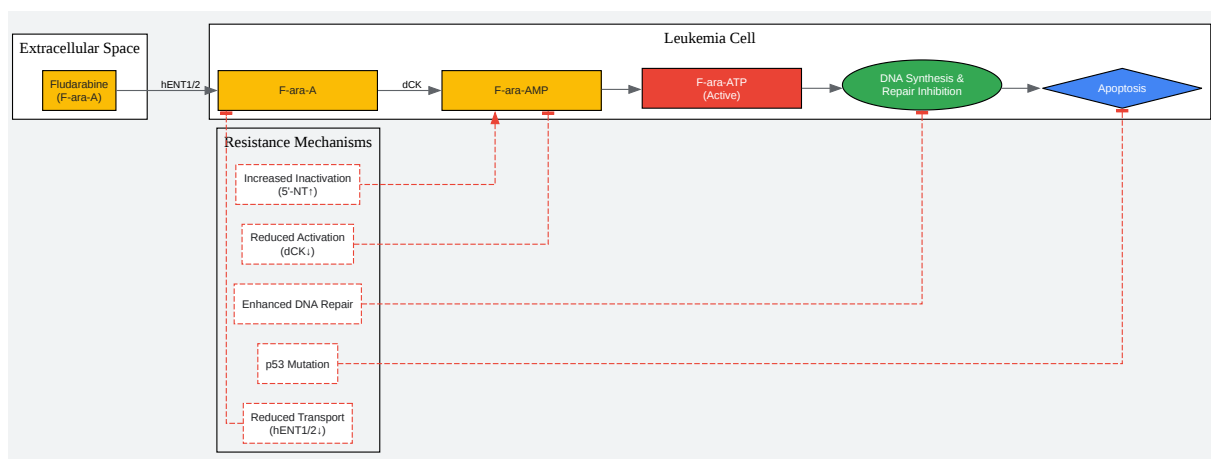 Extracellular Space
Leukemia Cell
Fludarabine
(F-ara-A)
hENT1/2
F-ara-A
dCK
F-ara-AMP
F-ara-ATP
(Active)
DNA Synthesis &
Repair Inhibition
Apoptosis
Resistance Mechanisms
Increased Inactivation
(5'-NT↑)
Reduced Activation
(dCK↓)
Enhanced DNA Repair
p53 Mutation
Reduced Transport
(hENT1/2↓)